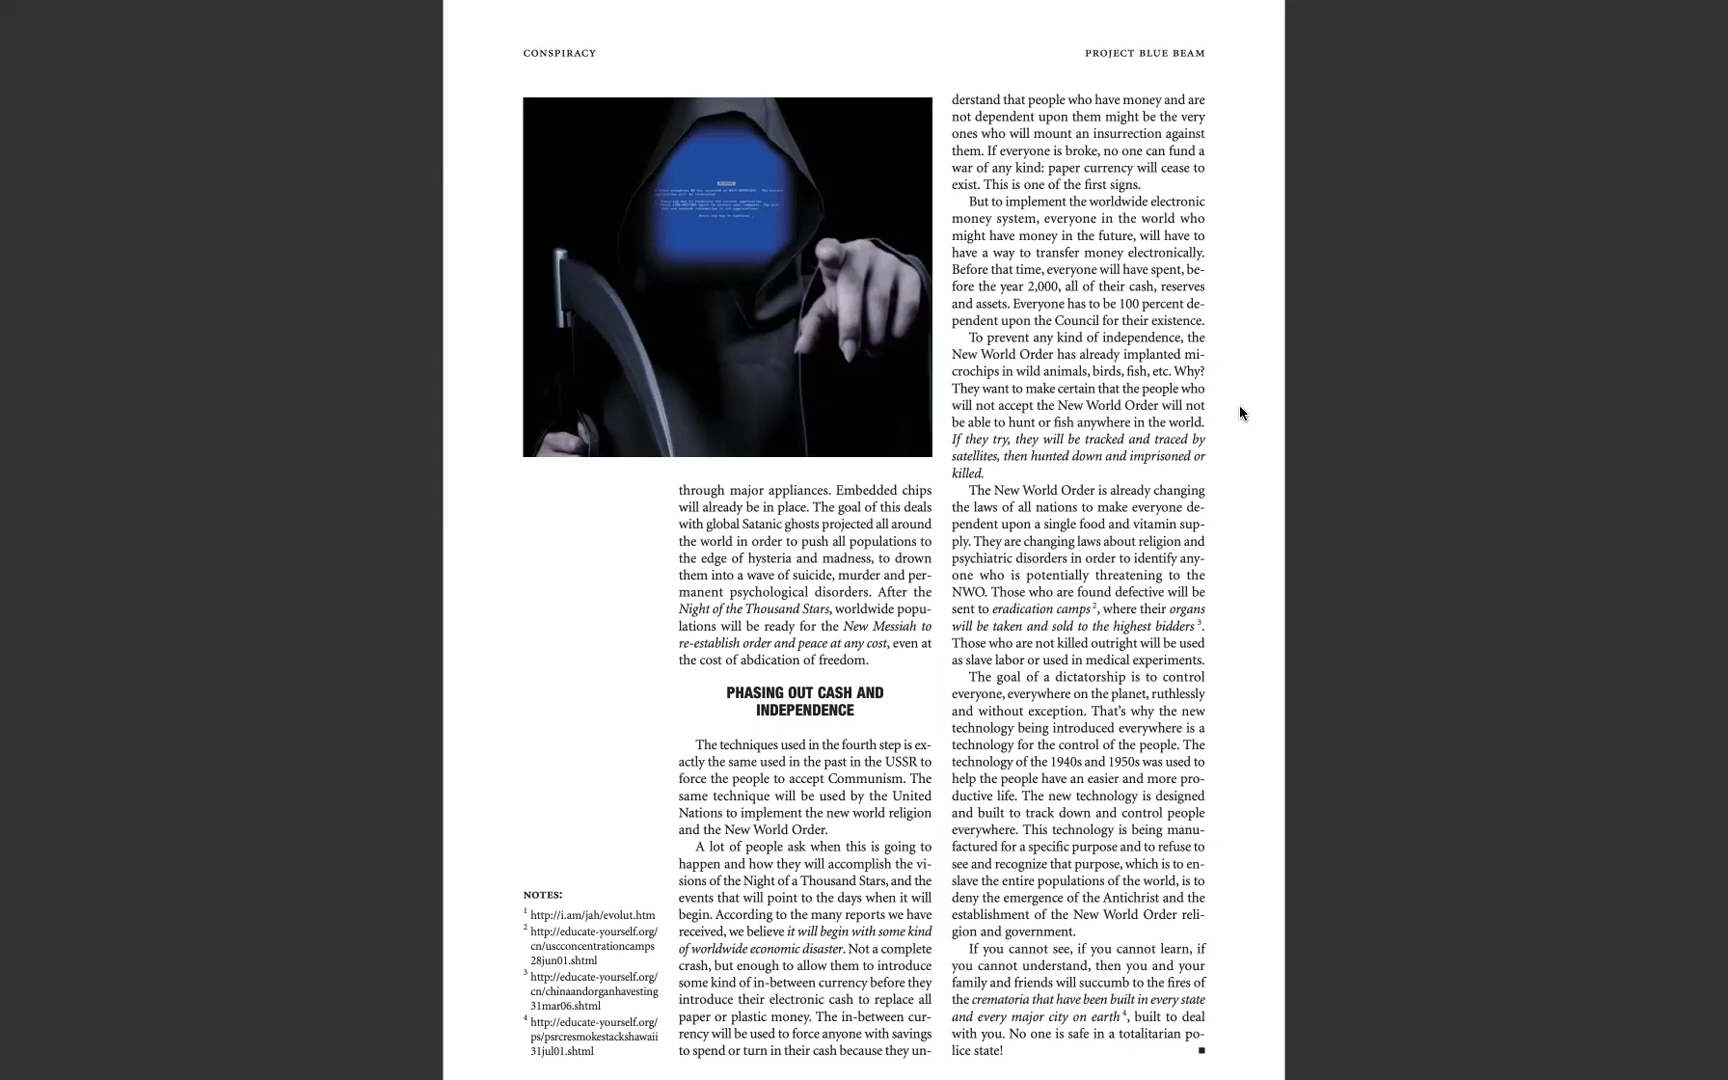 CONSPIRACY
PROJECT BLUE BEAM
through major appliances. Embedded chips
will already be in place. The goal of this deals
with global Satanic ghosts projected all around
the world in order to push all populations to
the edge of hysteria and madness, to drown
them into a wave of suicide, murder and per-
manent psychological disorders. After the
Night of the Thousand Stars, worldwide popu-
lations will be ready for the New Messiah to
re-establish order and peace at any cost, even at
the cost of abdication of freedom.
PHASING OUT CASH AND
INDEPENDENCE
The techniques used in the fourth step is ex-
actly the same used in the past in the USSR to
force the people to accept Communism. The
same technique will be used by the United
Nations to implement the new world religion
and the New World Order.
A lot of people ask when this is going to
happen and how they will accomplish the vi-
sions of the Night of a Thousand Stars, and the
events that will point to the days when it will
begin. According to the many reports we have
received, we believe it will begin with some kind
of worldwide economic disaster. Not a complete
crash, but enough to allow them to introduce
some kind of in-between currency before they
introduce their electronic cash to replace all
paper or plastic money. The in-between cur-
rency will be used to force anyone with savings
to spend or turn in their cash because they un-
derstand that people who have money and are
not dependent upon them might be the very
ones who will mount an insurrection against
them. If everyone is broke, no one can fund a
war of any kind: paper currency will cease to
exist. This is one of the first signs.
But to implement the worldwide electronic
money system, everyone in the world who
might have money in the future, will have to
have a way to transfer money electronically.
Before that time, everyone will have spent, be-
fore the year 2,000, all of their cash, reserves
and assets. Everyone has to be 100 percent de-
pendent upon the Council for their existence.
To prevent any kind of independence, the
New World Order has already implanted mi-
crochips in wild animals, birds, fish, etc. Why?
They want to make certain that the people who
will not accept the New World Order will not
be able to hunt or fish anywhere in the world.
If they try, they will be tracked and traced by
satellites, then hunted down and imprisoned or
killed.
The New World Order is already changing
the laws of all nations to make everyone de-
pendent upon a single food and vitamin sup-
ply. They are changing laws about religion and
psychiatric disorders in order to identify any-
one who is potentially threatening to the
NWO. Those who are found defective will be
sent to eradication camps 2, where their organs
will be taken and sold to the highest bidders 3.
Those who are not killed outright will be used
as slave labor or used in medical experiments.
The goal of a dictatorship is to control
everyone, everywhere on the planet, ruthlessly
and without exception. That’s why the new
technology being introduced everywhere is a
technology for the control of the people. The
technology of the 1940s and 1950s was used to
help the people have an easier and more pro-
ductive life. The new technology is designed
and built to track down and control people
everywhere. This technology is being manu-
factured for a specific purpose and to refuse to
see and recognize that purpose, which is to en-
slave the entire populations of the world, is to
deny the emergence of the Antichrist and the
establishment of the New World Order reli-
gion and government.
If you cannot see, if you cannot learn, if
you cannot understand, then you and your
family and friends will succumb to the fires of
the crematoria that have been built in every state
and every major city on earth 4, built to deal
with you. No one is safe in a totalitarian po-
lice state!
NOTES:
1 http://i.am/jah/evolut.htm
2 http://educate-yourself.org/
cn/uscconcentrationcamps
28jun01.shtml
3 http://educate-yourself.org/
cn/chinaandorganhavesting
31mar06.shtml
4 http://educate-yourself.org/
ps/psrcresmokestackshawaii
31jul01.shtml